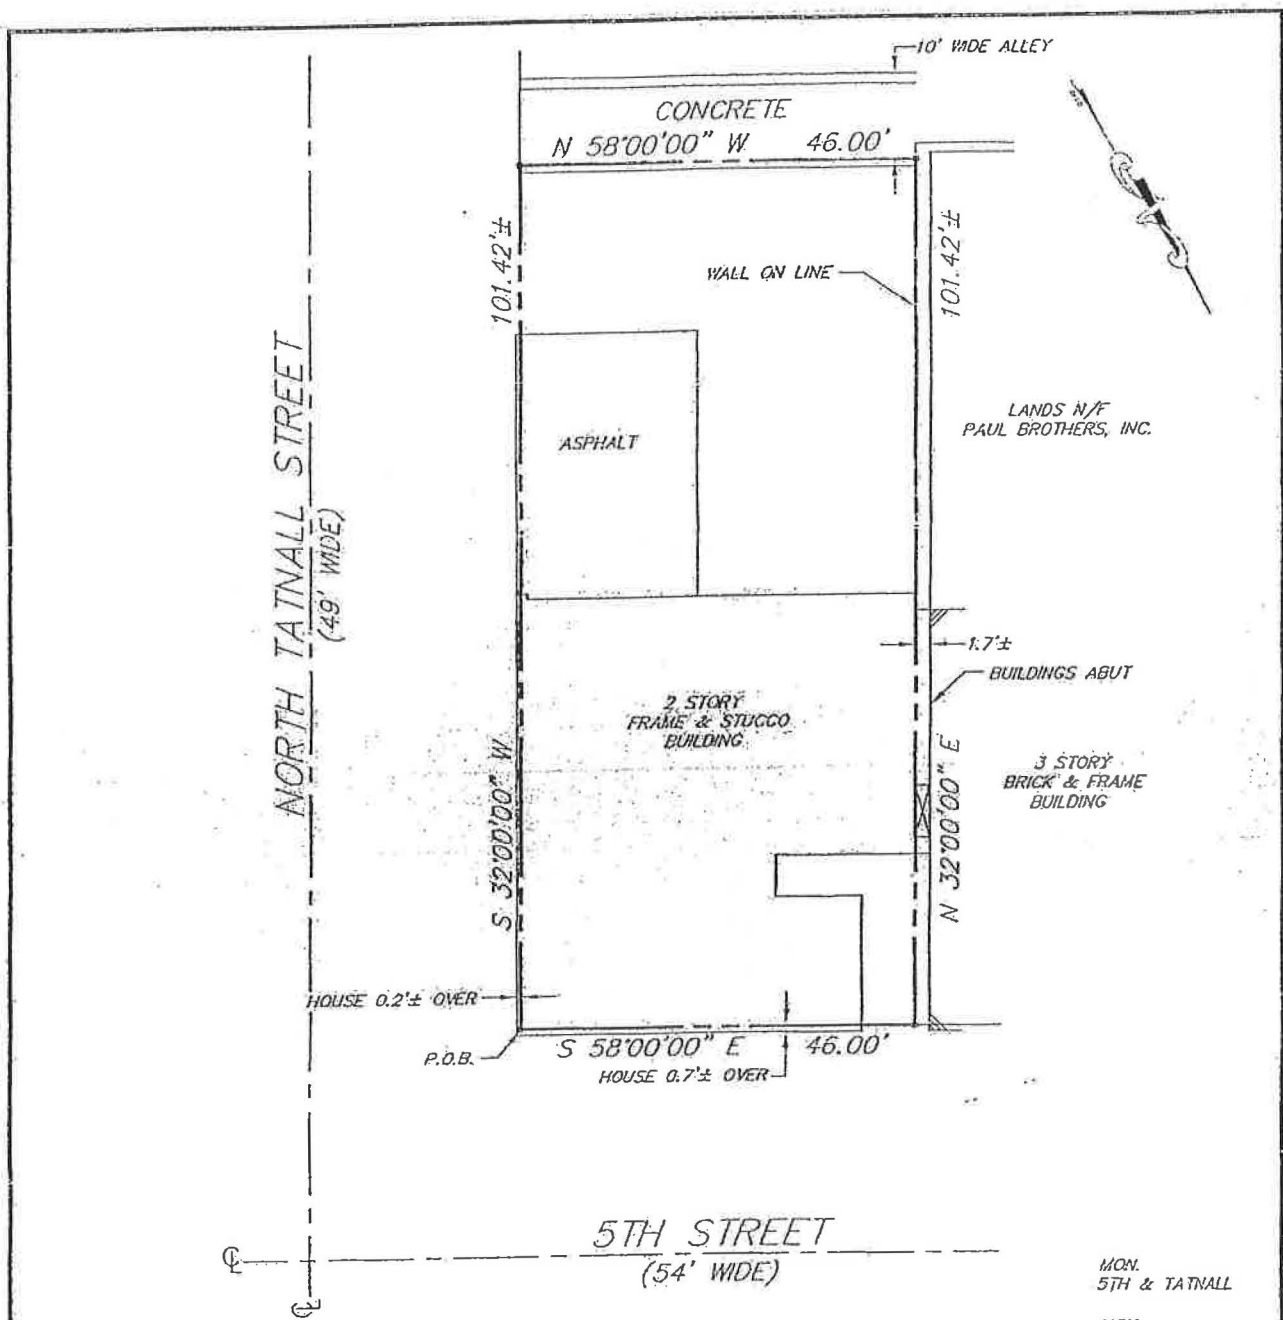 10' WIDE ALLEY
CONCRETE
N 58°00'00" W 46.00'
101.42'±
101.42'±
WALL ON LINE
LANDS N/F
PAUL BROTHERS, INC.
ASPHALT
NORTH TATNALL STREET
(49' WIDE)
1.7'±
BUILDINGS ABUT
2 STORY
FRAME & STUCCO
BUILDING
3 STORY
BRICK & FRAME
BUILDING
S 32°00'00" W
N 32°00'00" E
HOUSE 0.2'± OVER
P.O.B.
S 58°00'00" E 46.00'
HOUSE 0.7'± OVER
5TH STREET
(54' WIDE)
MON.
5TH & TATNALL